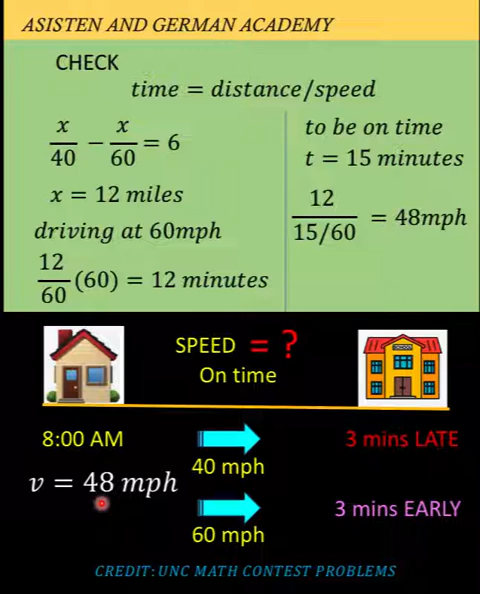 ASISTEN AND GERMAN ACADEMY
CHECK
time = distance/speed
x/40 − x/60 = 6
x = 12 miles
driving at 60mph
12/60 (60) = 12 minutes
to be on time
t = 15 minutes
12/(15/60) = 48mph
SCHOOL
SPEED = ?
On time
8:00 AM
40 mph
3 mins LATE
v = 48 mph
60 mph
3 mins EARLY
CREDIT: UNC MATH CONTEST PROBLEMS